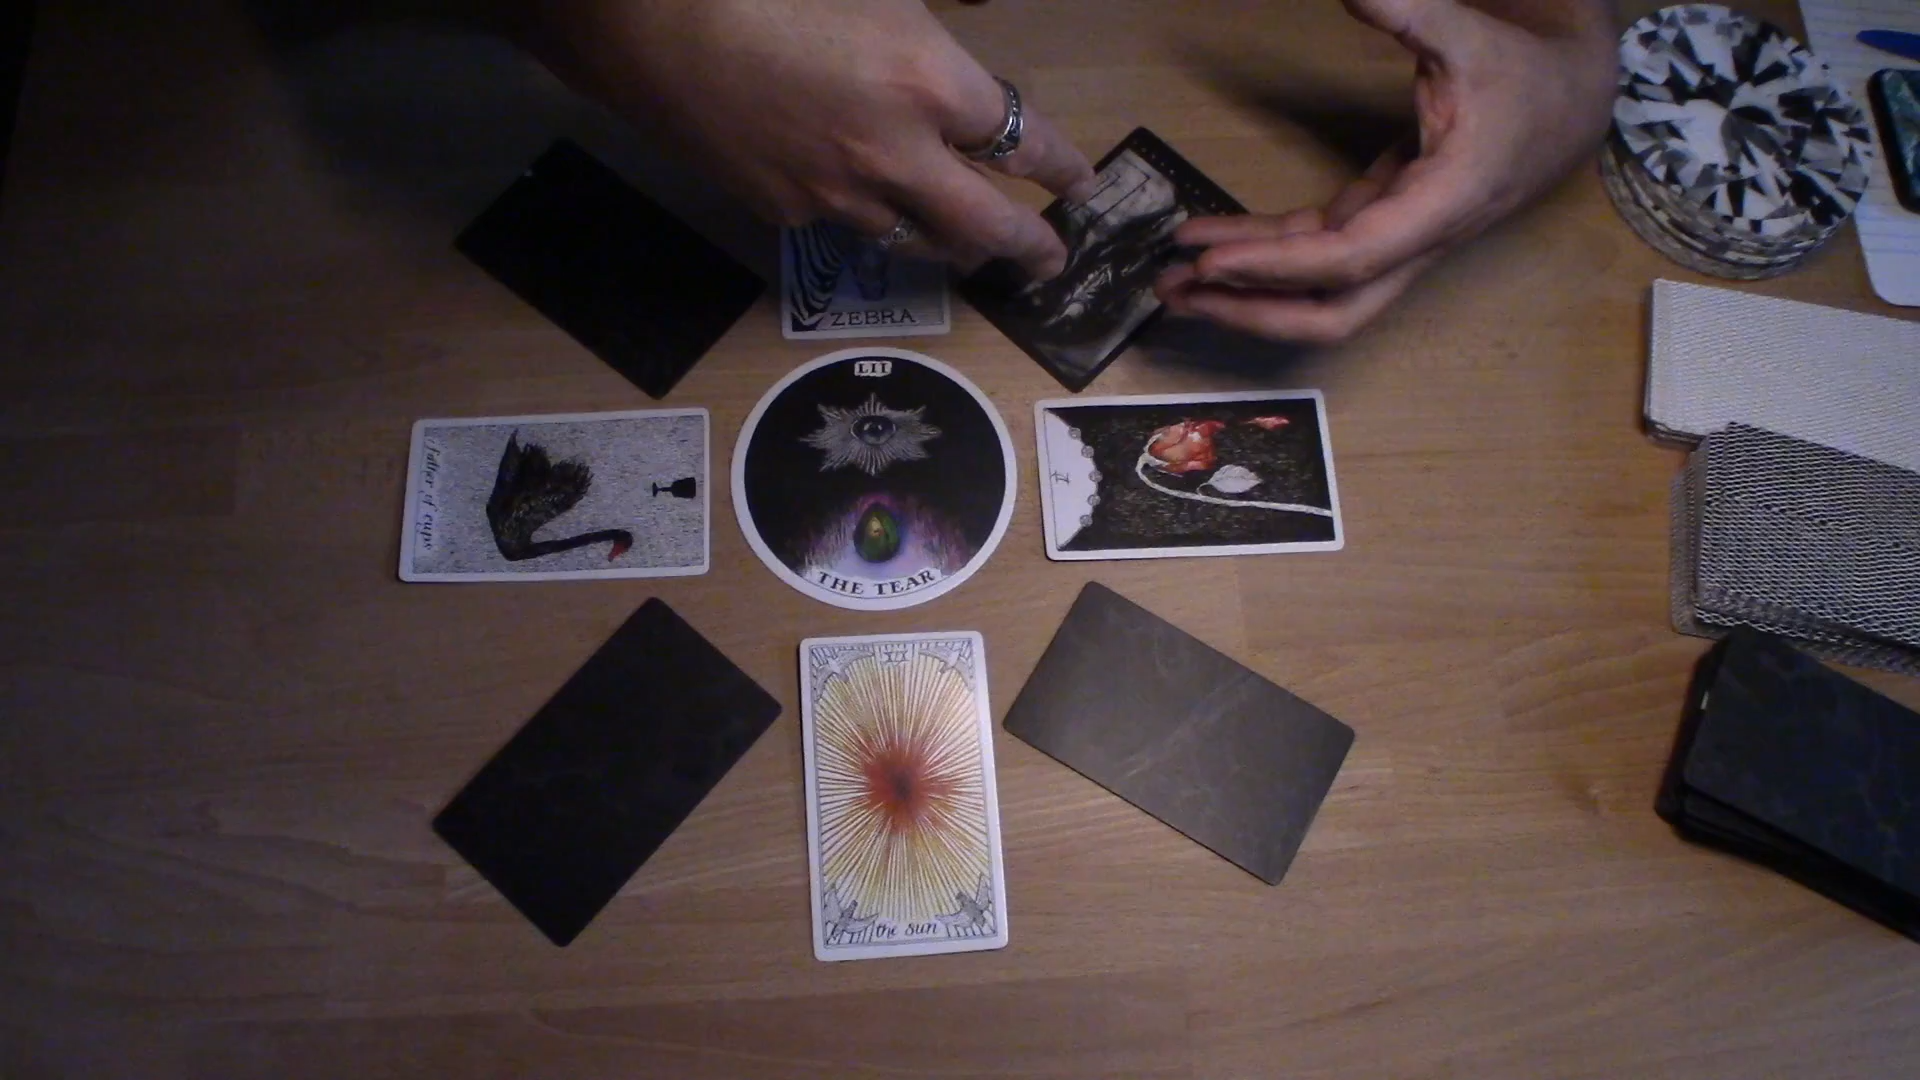 ZEBRA
LII
THE TEAR
father of cups
the sun